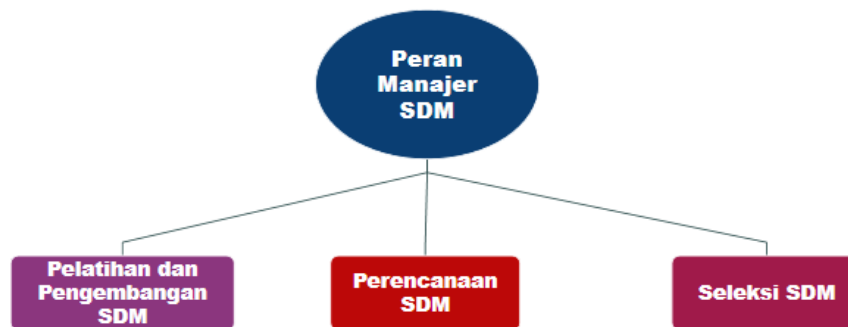 Peran
Manajer
SDM
Pelatihan dan
Pengembangan
SDM
Perencanaan
SDM
Seleksi SDM